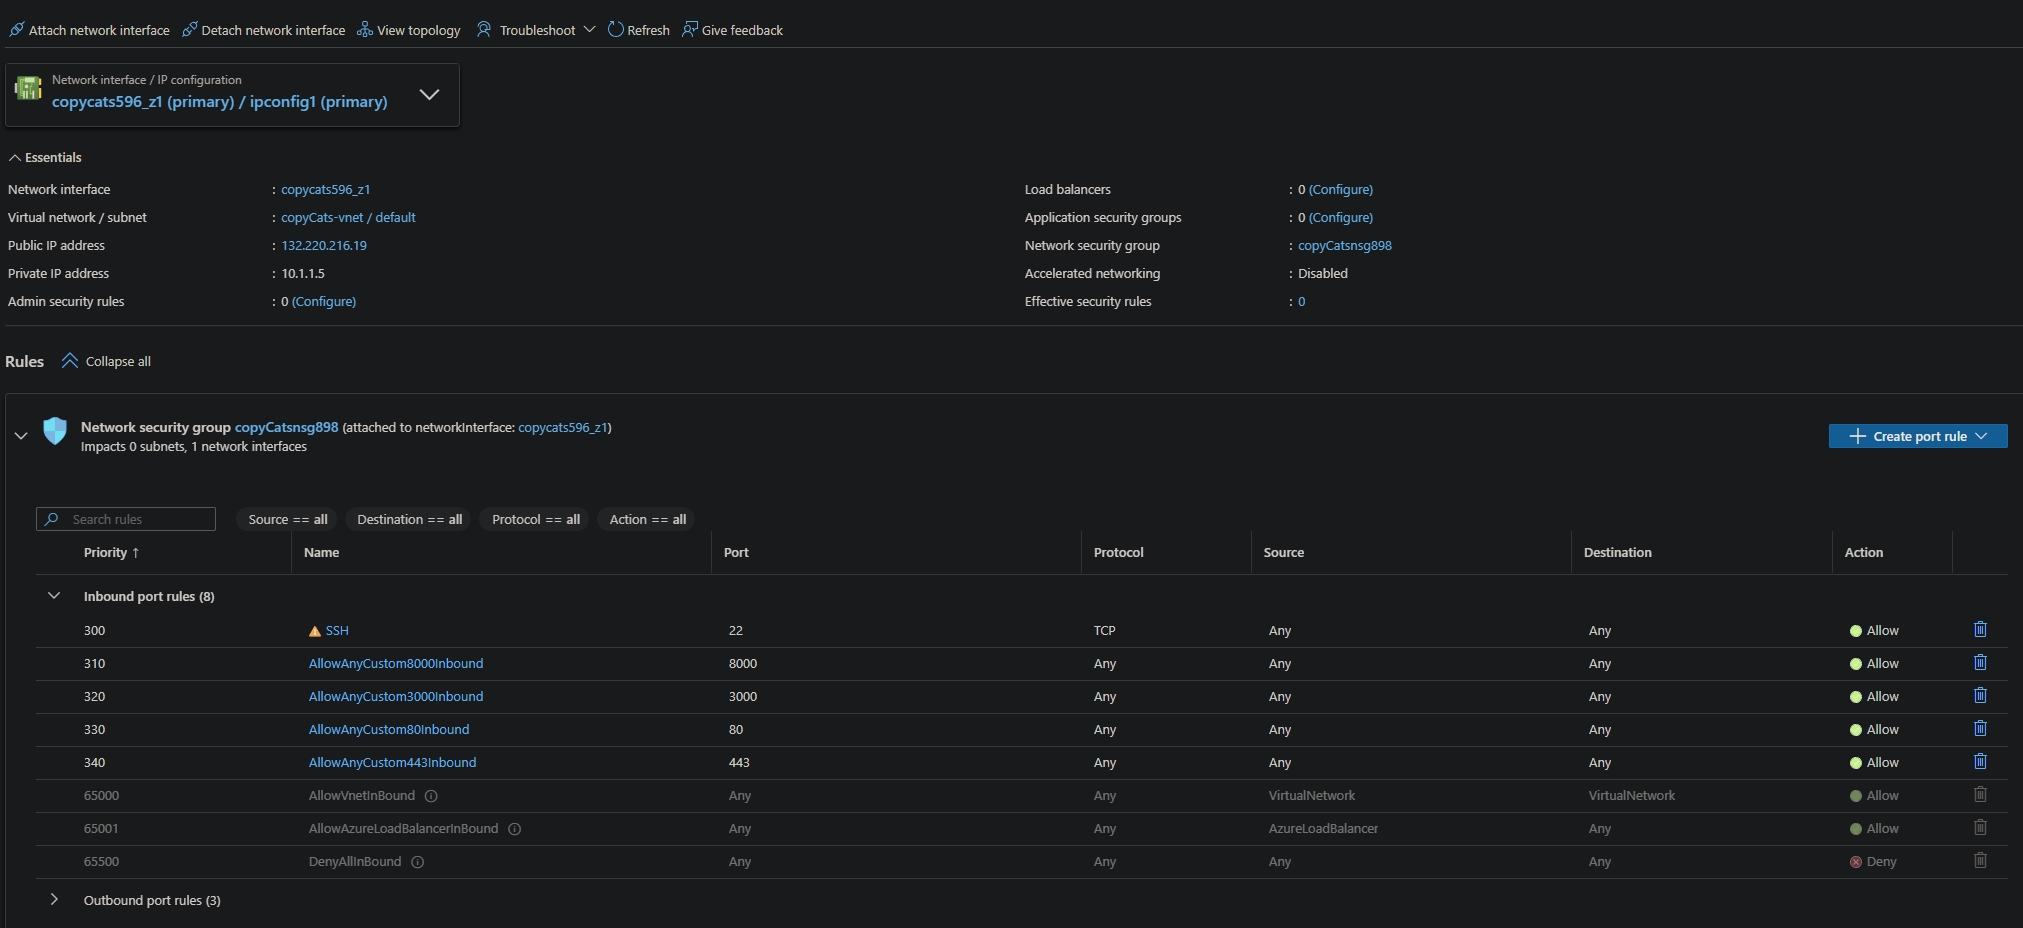 Attach network interface Detach network interface View topology Troubleshoot Refresh Give feedback
Network interface / IP configuration
copycats596_z1 (primary) / ipconfig1 (primary)
Essentials
Network interface : copycats596_z1 Load balancers : 0 (Configure)
Virtual network / subnet : copyCats-vnet / default Application security groups : 0 (Configure)
Public IP address : 132.220.216.19 Network security group : copyCatsnsg898
Private IP address : 10.1.1.5 Accelerated networking : Disabled
Admin security rules : 0 (Configure) Effective security rules : 0
Rules Collapse all
Network security group copyCatsnsg898 (attached to networkInterface: copycats596_z1)
Impacts 0 subnets, 1 network interfaces
Create port rule
Search rules Source == all Destination == all Protocol == all Action == all
Priority ↑ Name Port Protocol Source Destination Action
Inbound port rules (8)
300 SSH 22 TCP Any Any Allow
310 AllowAnyCustom8000Inbound 8000 Any Any Any Allow
320 AllowAnyCustom3000Inbound 3000 Any Any Any Allow
330 AllowAnyCustom80Inbound 80 Any Any Any Allow
340 AllowAnyCustom443Inbound 443 Any Any Any Allow
65000 AllowVnetInBound Any Any VirtualNetwork VirtualNetwork Allow
65001 AllowAzureLoadBalancerInBound Any Any AzureLoadBalancer Any Allow
65500 DenyAllInBound Any Any Any Any Deny
Outbound port rules (3)